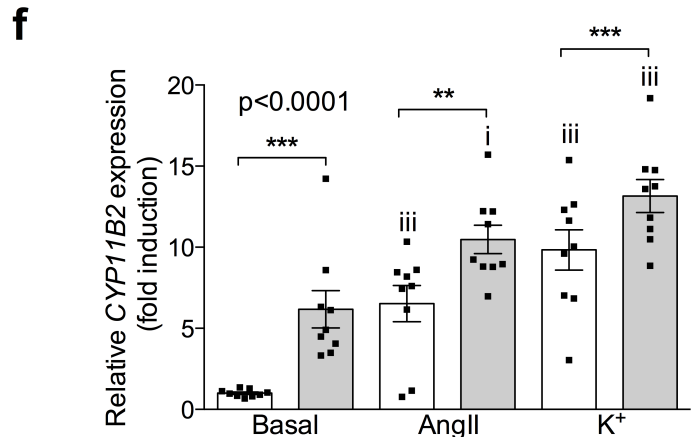 f
***
iii
20
p<0.0001
**
i
iii
***
15
iii
10
5
0
Relative CYP11B2 expression
(fold induction)
Basal
AngII
K⁺